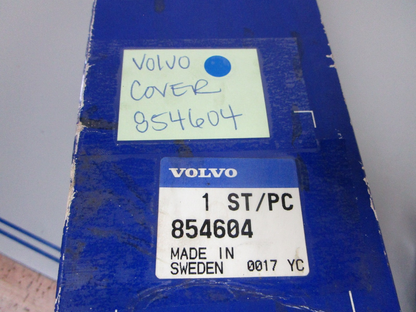 VOLVO
COVER
854604
VOLVO
1 ST/PC
854604
MADE IN
SWEDEN 0017 YC